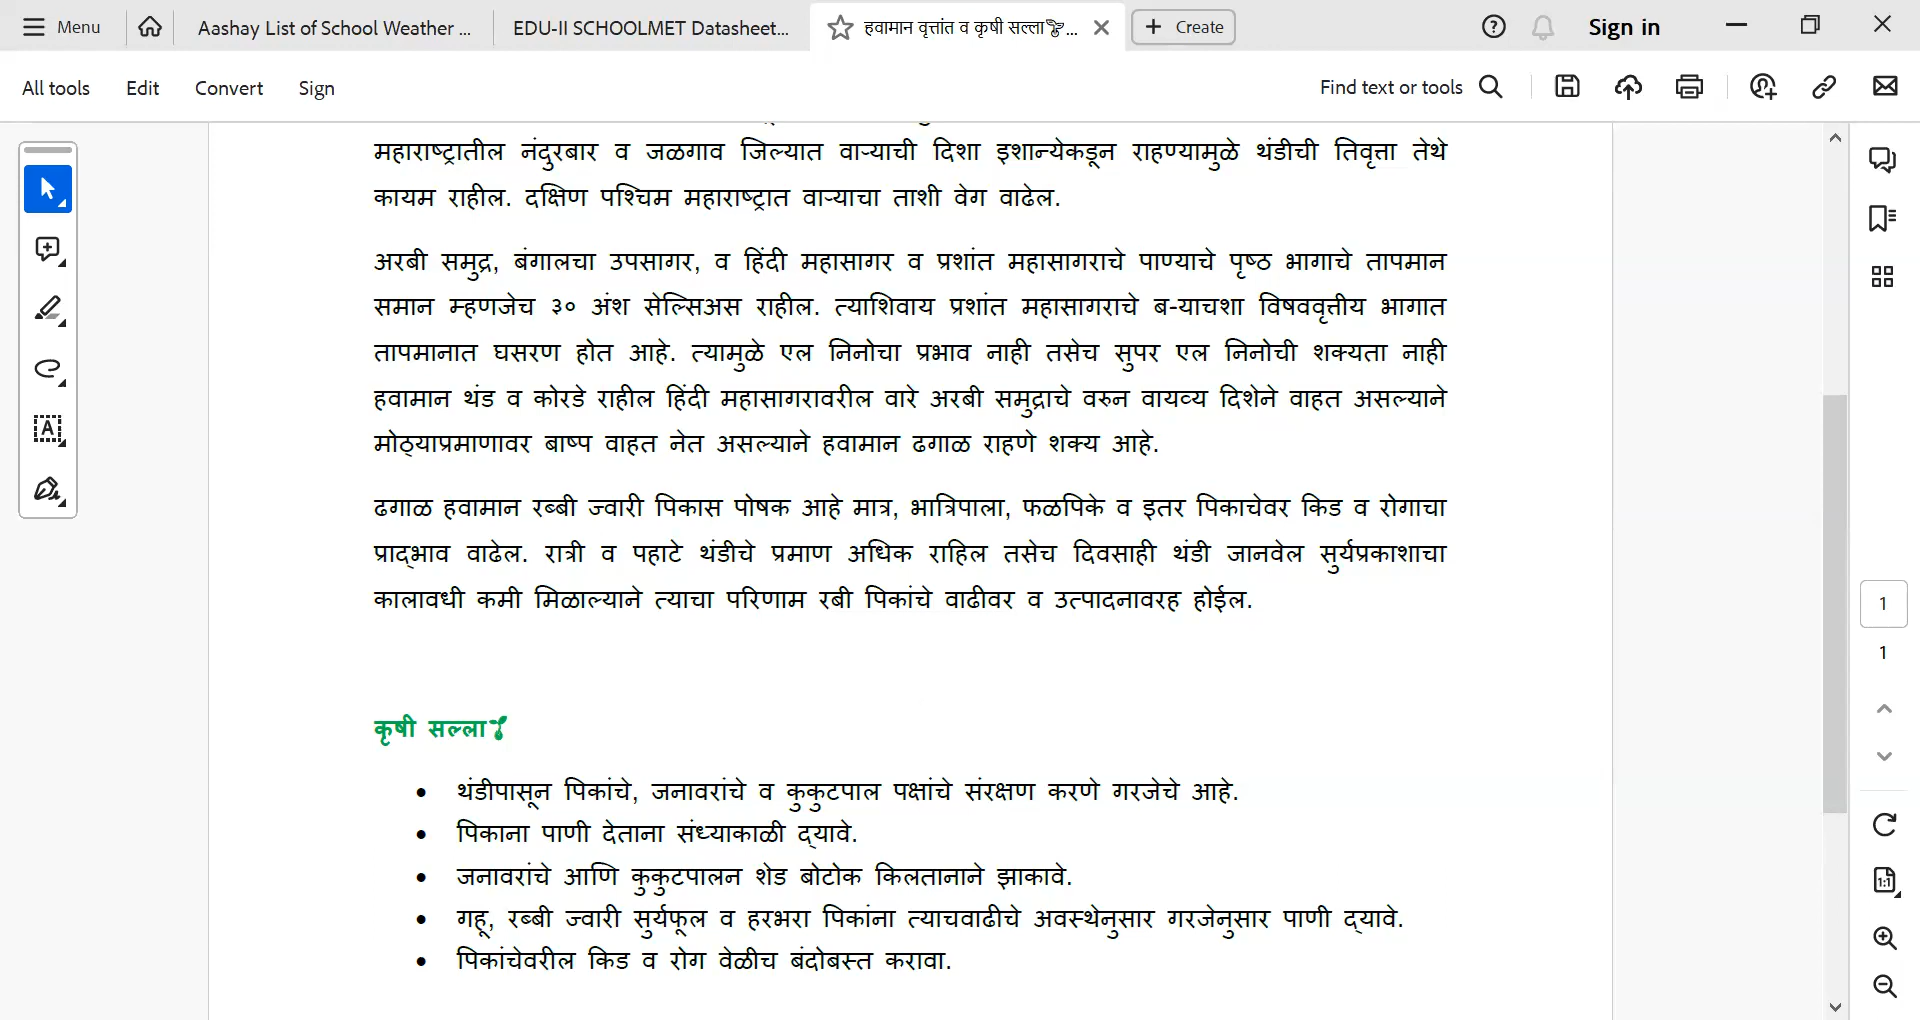 Menu
Aashay List of School Weather ...
EDU-II SCHOOLMET Datasheet...
हवामान वृत्तांत व कृषी सल्ला...
Create
Sign in
All tools
Edit
Convert
Sign
Find text or tools
महाराष्ट्रातील नंदुरबार व जळगाव जिल्यात वाऱ्याची दिशा इशान्येकडून राहण्यामुळे थंडीची तिवृत्ता तेथे
कायम राहील. दक्षिण पश्चिम महाराष्ट्रात वाऱ्याचा ताशी वेग वाढेल.
अरबी समुद्र, बंगालचा उपसागर, व हिंदी महासागर व प्रशांत महासागराचे पाण्याचे पृष्ठ भागाचे तापमान
समान म्हणजेच ३० अंश सेल्सिअस राहील. त्याशिवाय प्रशांत महासागराचे ब-याचशा विषववृत्तीय भागात
तापमानात घसरण होत आहे. त्यामुळे एल निनोचा प्रभाव नाही तसेच सुपर एल निनोची शक्यता नाही
हवामान थंड व कोरडे राहील हिंदी महासागरावरील वारे अरबी समुद्राचे वरुन वायव्य दिशेने वाहत असल्याने
मोठ्याप्रमाणावर बाष्प वाहत नेत असल्याने हवामान ढगाळ राहणे शक्य आहे.
ढगाळ हवामान रब्बी ज्वारी पिकास पोषक आहे मात्र, भात्रिपाला, फळपिके व इतर पिकाचेवर किड व रोगाचा
प्राद्भाव वाढेल. रात्री व पहाटे थंडीचे प्रमाण अधिक राहिल तसेच दिवसाही थंडी जानवेल सुर्यप्रकाशाचा
कालावधी कमी मिळाल्याने त्याचा परिणाम रबी पिकांचे वाढीवर व उत्पादनावरह होईल.
कृषी सल्ला
• थंडीपासून पिकांचे, जनावरांचे व कुकुटपाल पक्षांचे संरक्षण करणे गरजेचे आहे.
• पिकाना पाणी देताना संध्याकाळी द्यावे.
• जनावरांचे आणि कुकुटपालन शेड बोटोक किलतानाने झाकावे.
• गहू, रब्बी ज्वारी सुर्यफूल व हरभरा पिकांना त्याचवाढीचे अवस्थेनुसार गरजेनुसार पाणी द्यावे.
• पिकांचेवरील किड व रोग वेळीच बंदोबस्त करावा.
1
1